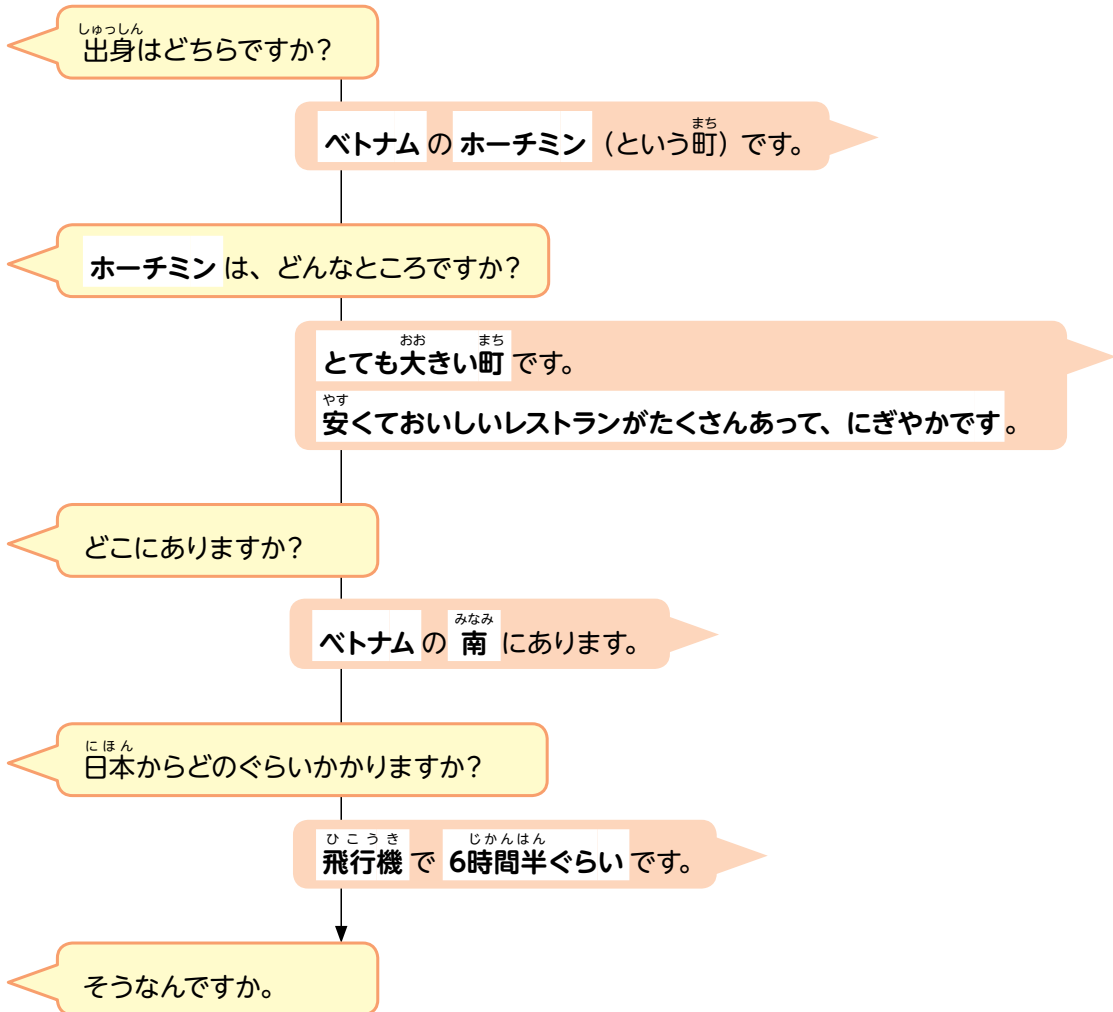 しゅっしん
出身はどちらですか?
まち
ベトナム の ホーチミン (という町) です。
ホーチミン は、どんなところですか?
おお まち
とても大きい町 です。
やす
安くておいしいレストランがたくさんあって、にぎやかです。
どこにありますか?
みなみ
ベトナム の 南 にあります。
にほん
日本からどのぐらいかかりますか?
ひこうき じかんはん
飛行機 で 6時間半ぐらい です。
そうなんですか。